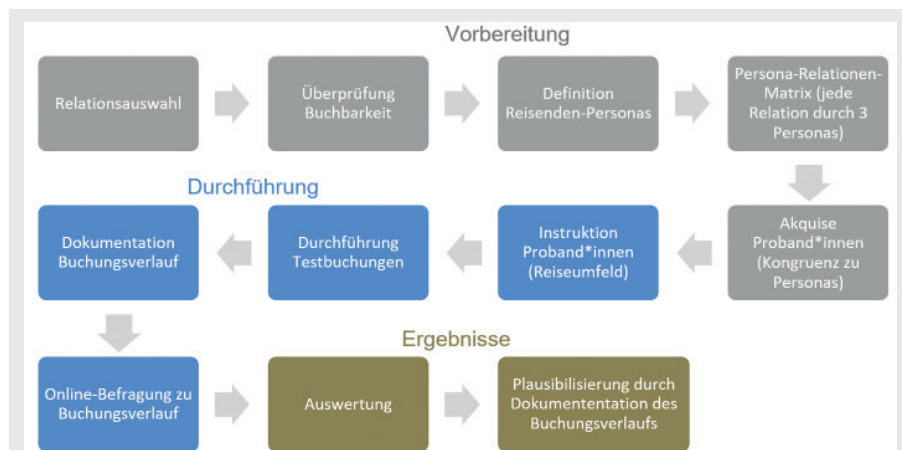 Vorbereitung
Relationsauswahl
Überprüfung
Buchbarkeit
Definition
Reisenden-Personas
Persona-Relationen-
Matrix (jede
Relation durch 3
Personas)
Durchführung
Dokumentation
Buchungsverlauf
Durchführung
Testbuchungen
Instruktion
Proband*innen
(Reiseumfeld)
Akquise
Proband*innen
(Kongruenz zu
Personas)
Ergebnisse
Online-Befragung zu
Buchungsverlauf
Auswertung
Plausibilisierung durch
Dokumententation des
Buchungsverlaufs